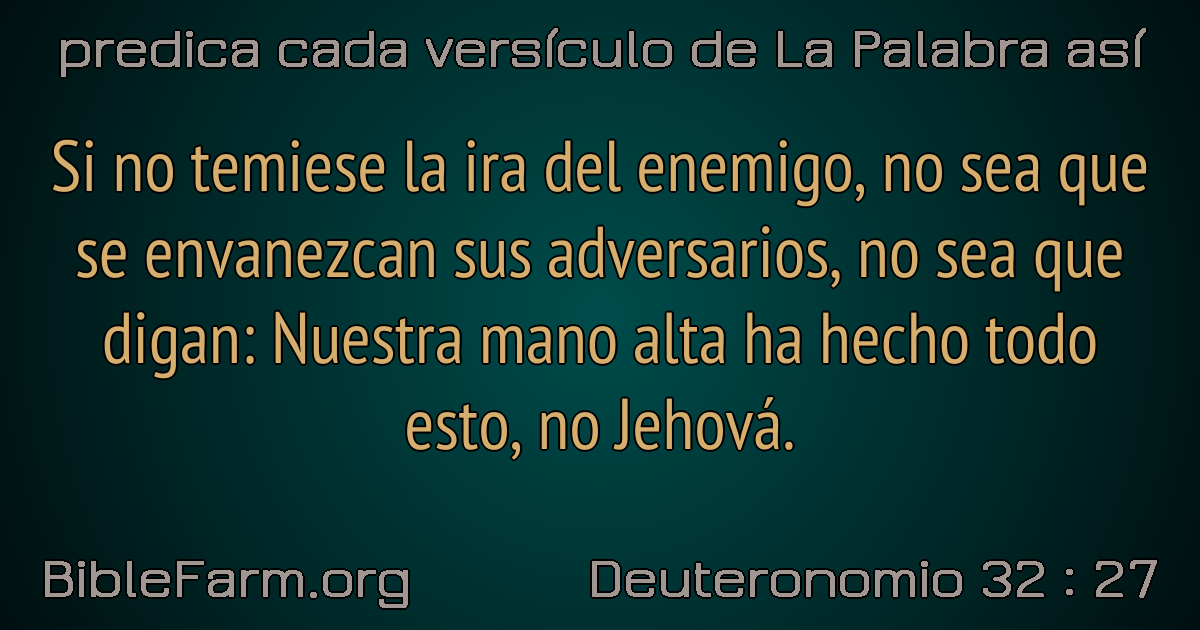 predica cada versículo de La Palabra así
Si no temiese la ira del enemigo, no sea que
se envanezcan sus adversarios, no sea que
digan: Nuestra mano alta ha hecho todo
esto, no Jehová.
BibleFarm.org
Deuteronomio 32 : 27